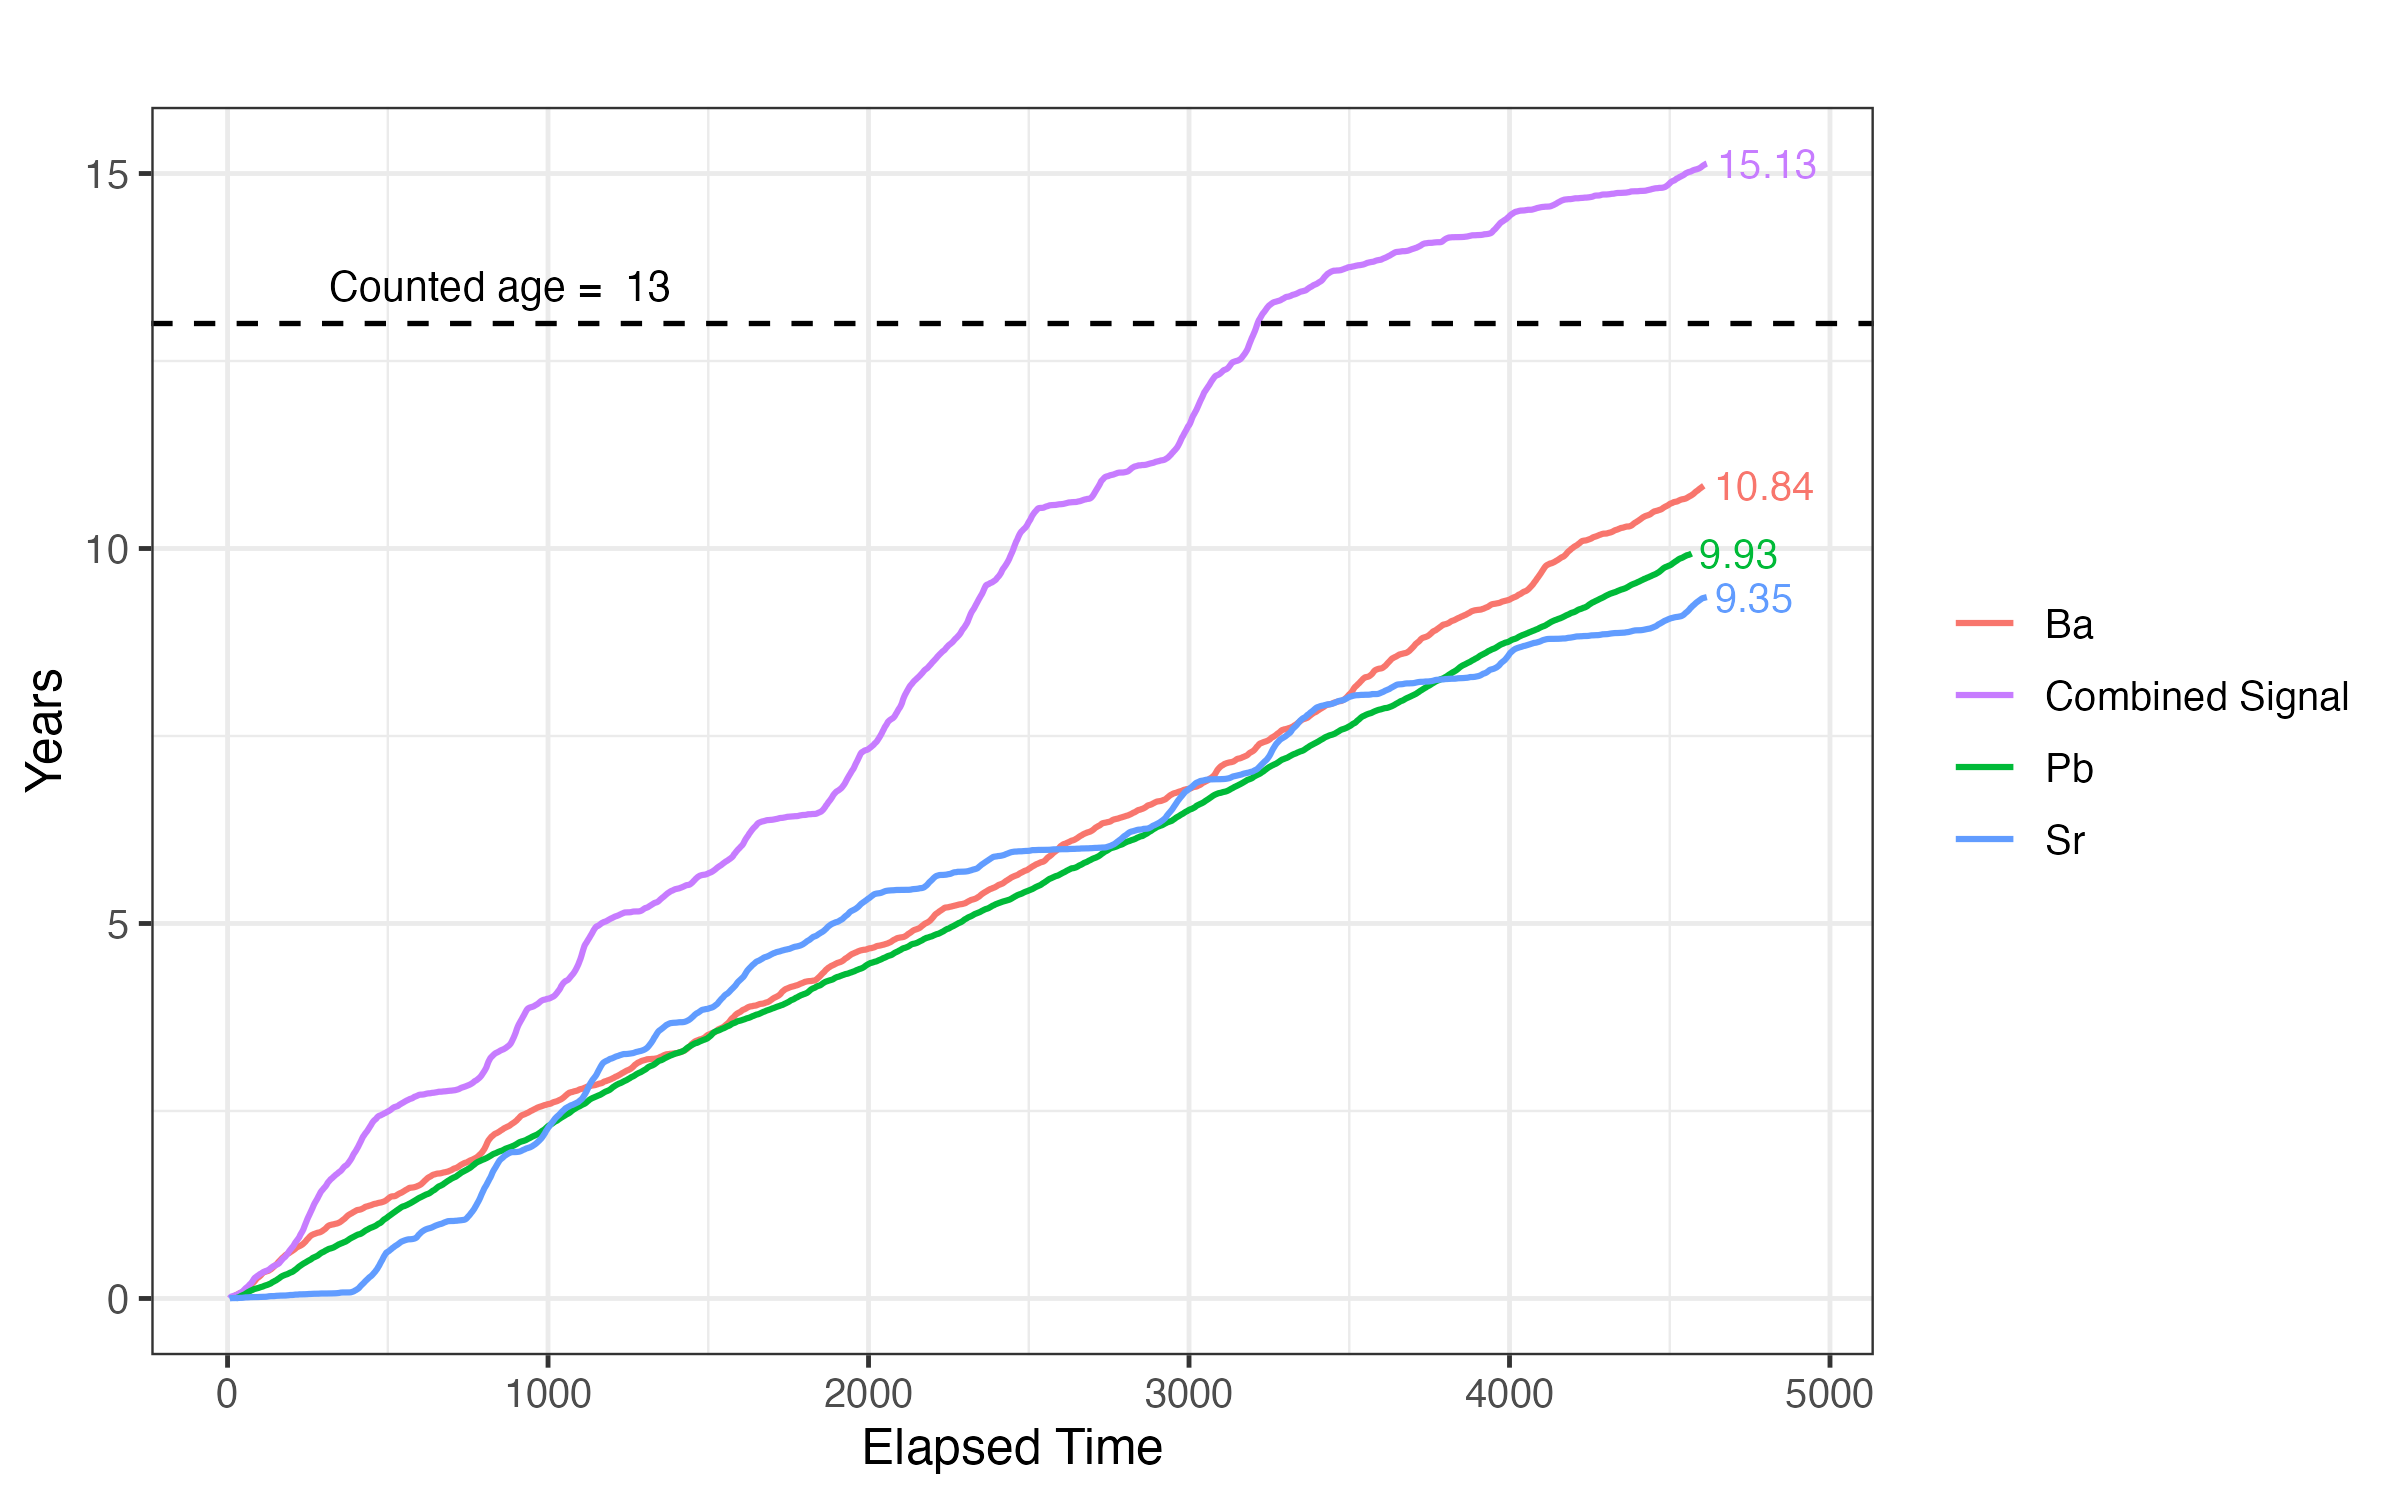 15
10
5
0
Years
Counted age = 13
15.13
10.84
9.93
9.35
0 1000 2000 3000 4000 5000
Elapsed Time
Ba
Combined Signal
Pb
Sr